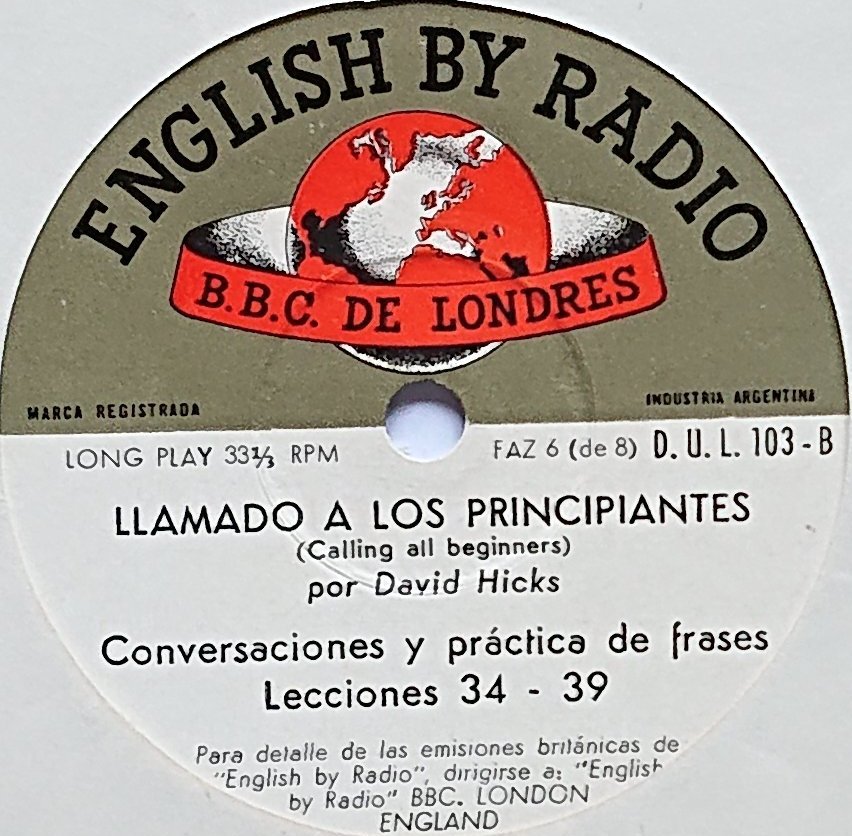 ENGLISH BY RADIO
B.B.C. DE LONDRES
MARCA REGISTRADA
INDUSTRIA ARGENTINA
LONG PLAY 33⅓ RPM
FAZ 6 (de 8) D. U. L. 103 - B
LLAMADO A LOS PRINCIPIANTES
(Calling all beginners)
por David Hicks
Conversaciones y práctica de frases
Lecciones 34 - 39
Para detalle de las emisiones británicas de
"English by Radio", dirigirse a: "English
by Radio" BBC. LONDON
ENGLAND